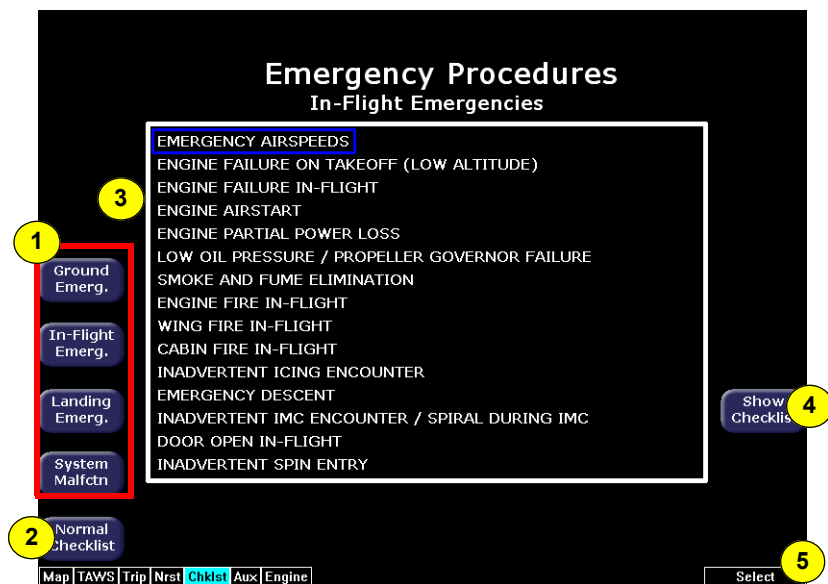 Emergency Procedures
In-Flight Emergencies
EMERGENCY AIRSPEEDS
ENGINE FAILURE ON TAKEOFF (LOW ALTITUDE)
ENGINE FAILURE IN-FLIGHT
3
ENGINE AIRSTART
ENGINE PARTIAL POWER LOSS
1
LOW OIL PRESSURE / PROPELLER GOVERNOR FAILURE
Ground
Emerg.
SMOKE AND FUME ELIMINATION
ENGINE FIRE IN-FLIGHT
WING FIRE IN-FLIGHT
In-Flight
Emerg.
CABIN FIRE IN-FLIGHT
INADVERTENT ICING ENCOUNTER
EMERGENCY DESCENT
Landing
Emerg.
Show
Checklis
4
INADVERTENT IMC ENCOUNTER / SPIRAL DURING IMC
DOOR OPEN IN-FLIGHT
INADVERTENT SPIN ENTRY
System
Malfctn
2
Normal
Checklist
5
Map TAWS Trip Nrst Chklst Aux Engine
Select